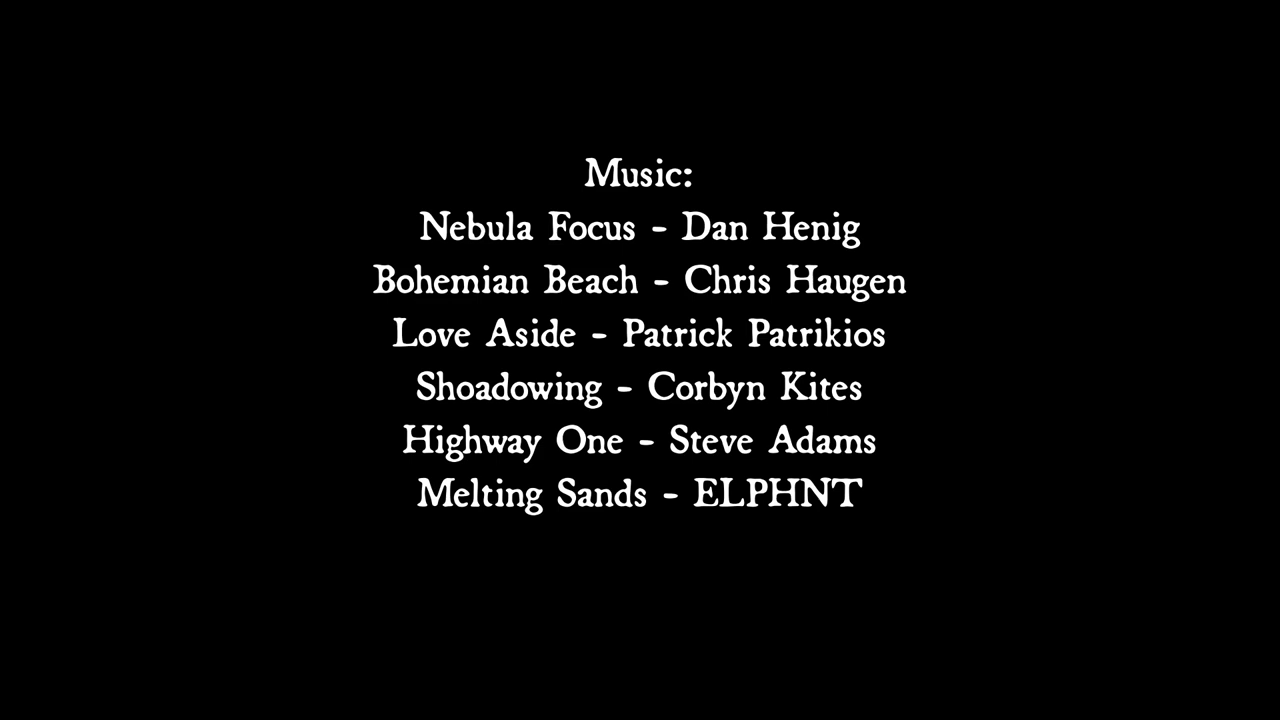 Music:
Nebula Focus - Dan Henig
Bohemian Beach - Chris Haugen
Love Aside - Patrick Patrikios
Shoadowing - Corbyn Kites
Highway One - Steve Adams
Melting Sands - ELPHNT